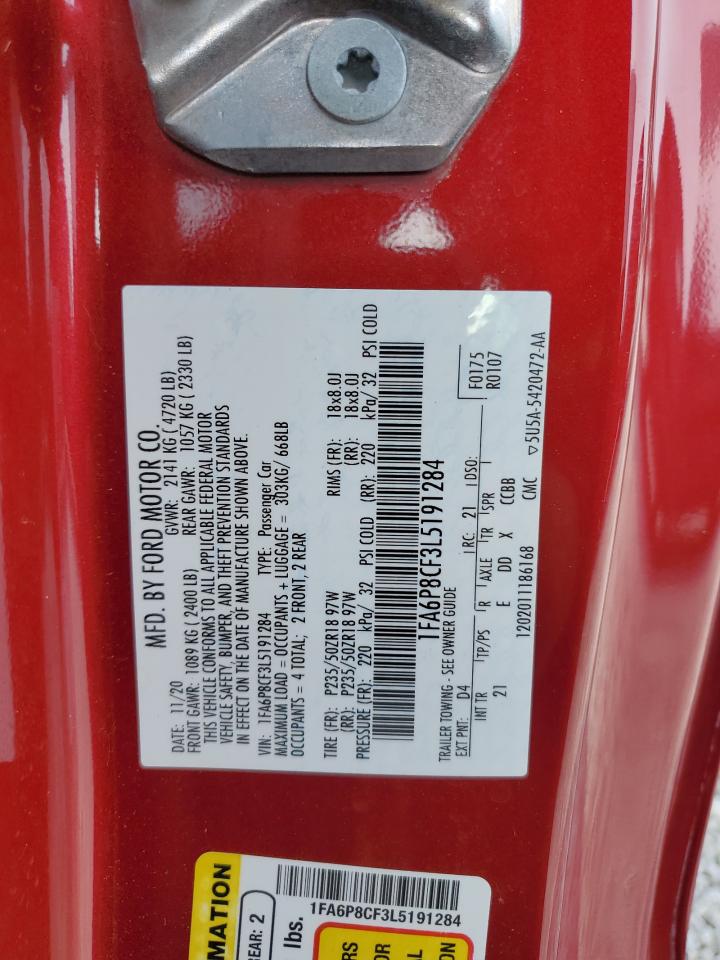 MFD. BY FORD MOTOR CO.
DATE: 11/20 GVWR: 2141 KG ( 4720 LB)
FRONT GAWR: 1089 KG ( 2400 LB) REAR GAWR: 1057 KG ( 2330 LB)
THIS VEHICLE CONFORMS TO ALL APPLICABLE FEDERAL MOTOR
VEHICLE SAFETY, BUMPER, AND THEFT PREVENTION STANDARDS
IN EFFECT ON THE DATE OF MANUFACTURE SHOWN ABOVE.
VIN: 1FA6P8CF3L5191284 TYPE: Passenger Car
MAXIMUM LOAD = OCCUPANTS + LUGGAGE = 303KG/ 668LB
OCCUPANTS = 4 TOTAL; 2 FRONT, 2 REAR
TIRE (FR): P235/50ZR18 97W RIMS (FR): 18x8.0J
(RR): P235/50ZR18 97W (RR): 18x8.0J
PRESSURE (FR): 220 kPa/ 32 PSI COLD (RR): 220 kPa/ 32 PSI COLD
1FA6P8CF3L5191284
TRAILER TOWING - SEE OWNER GUIDE
F0175
R0107
EXT PNT: D4 RC: 21 DSO:
INT TR TP/PS R AXLE TR SPR
21 E DD X CCBB
1202011186168 CMC ▽5U5A-5420472-AA
MATION
REAR: 2
lbs.
1FA6P8CF3L5191284